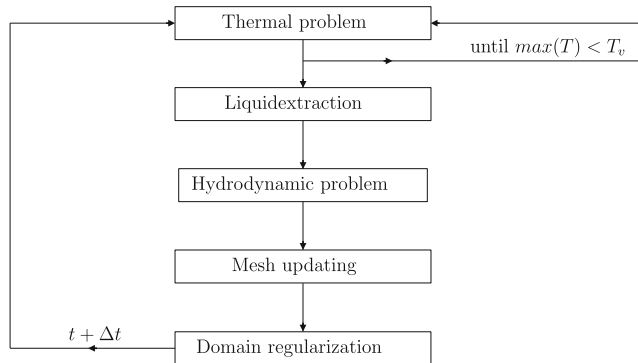 Thermal problem
until max(T) < T_v
Liquidextraction
Hydrodynamic problem
Mesh updating
t + Δt
Domain regularization